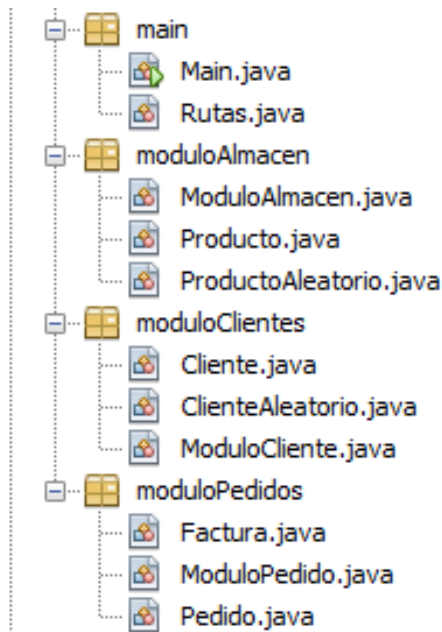 main
Main.java
Rutas.java
moduloAlmacen
ModuloAlmacen.java
Producto.java
ProductoAleatorio.java
moduloClientes
Cliente.java
ClienteAleatorio.java
ModuloCliente.java
moduloPedidos
Factura.java
ModuloPedido.java
Pedido.java